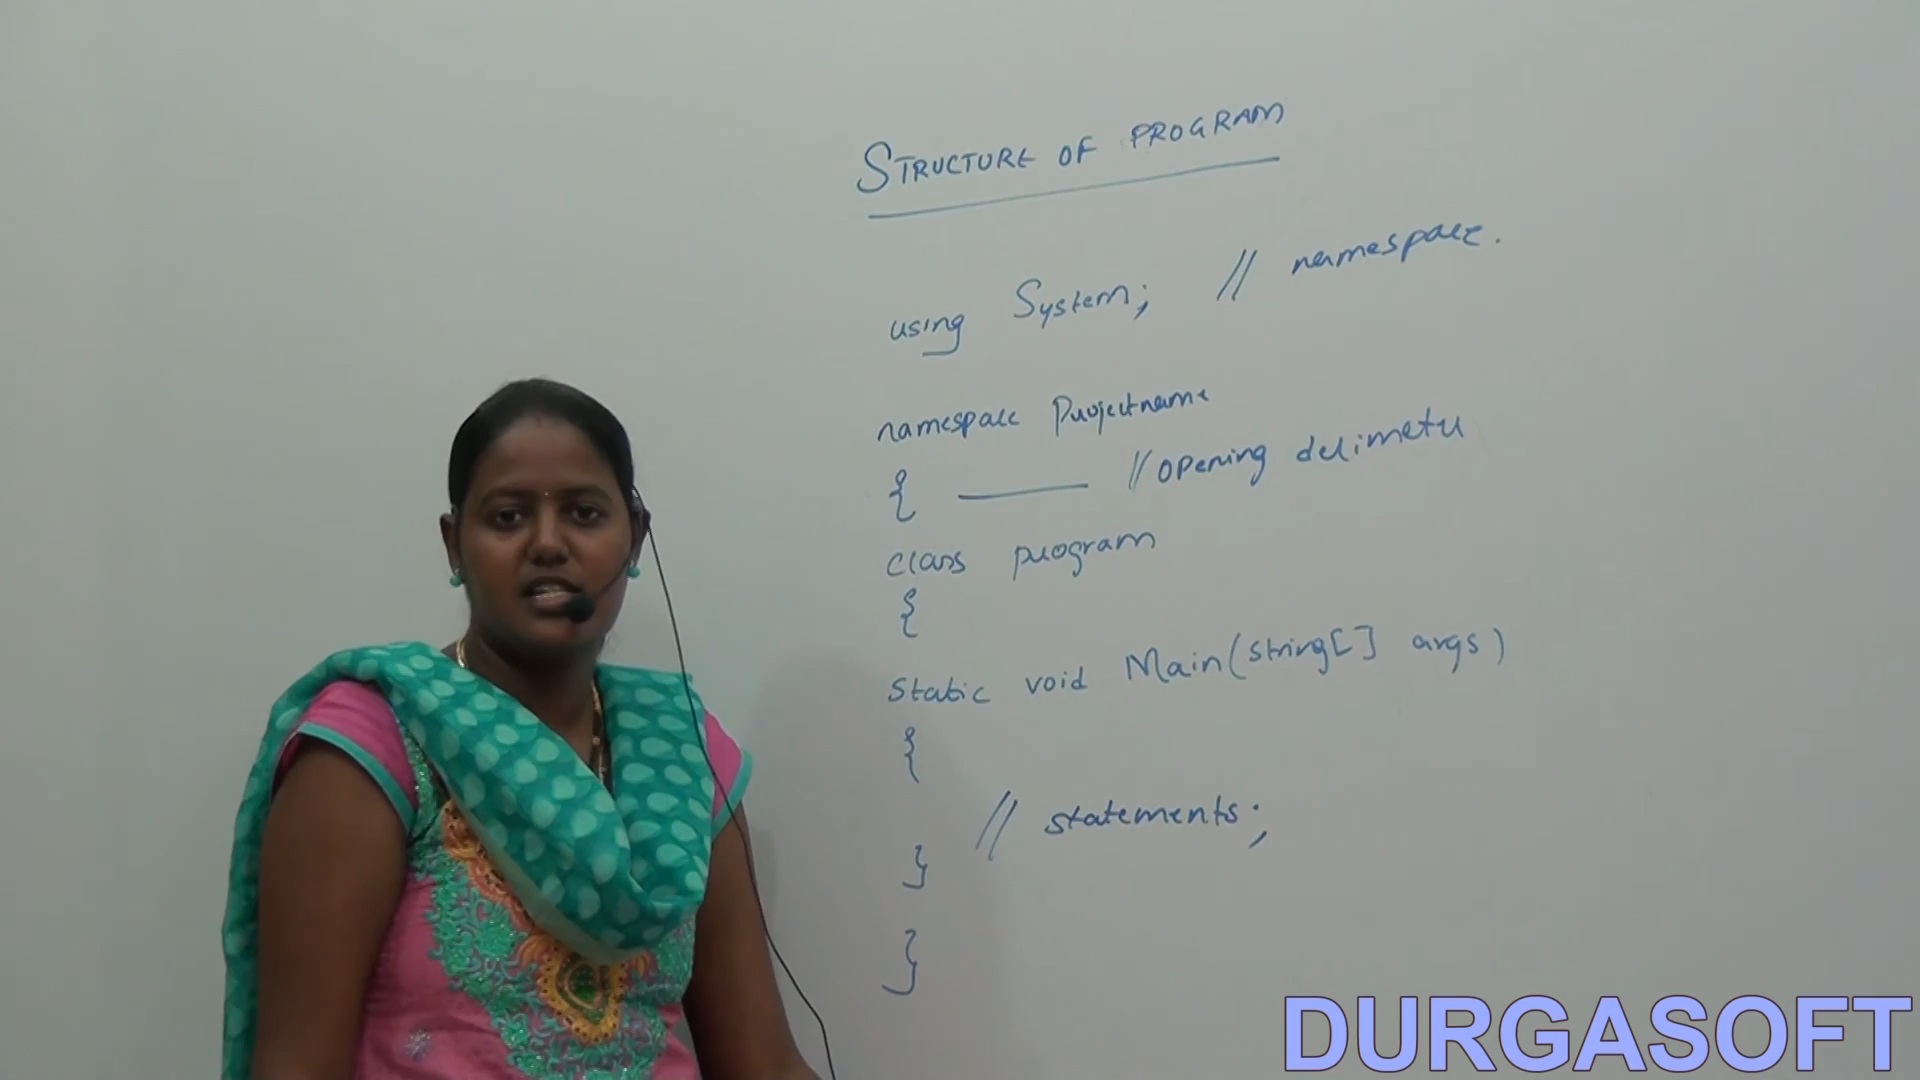 STRUCTURE OF PROGRAM
using System; // namespace.
namespace Projectname
{ —— // opening delimeter
class program
{
static void Main(string[] args)
{
// statements;
}
}
DURGASOFT